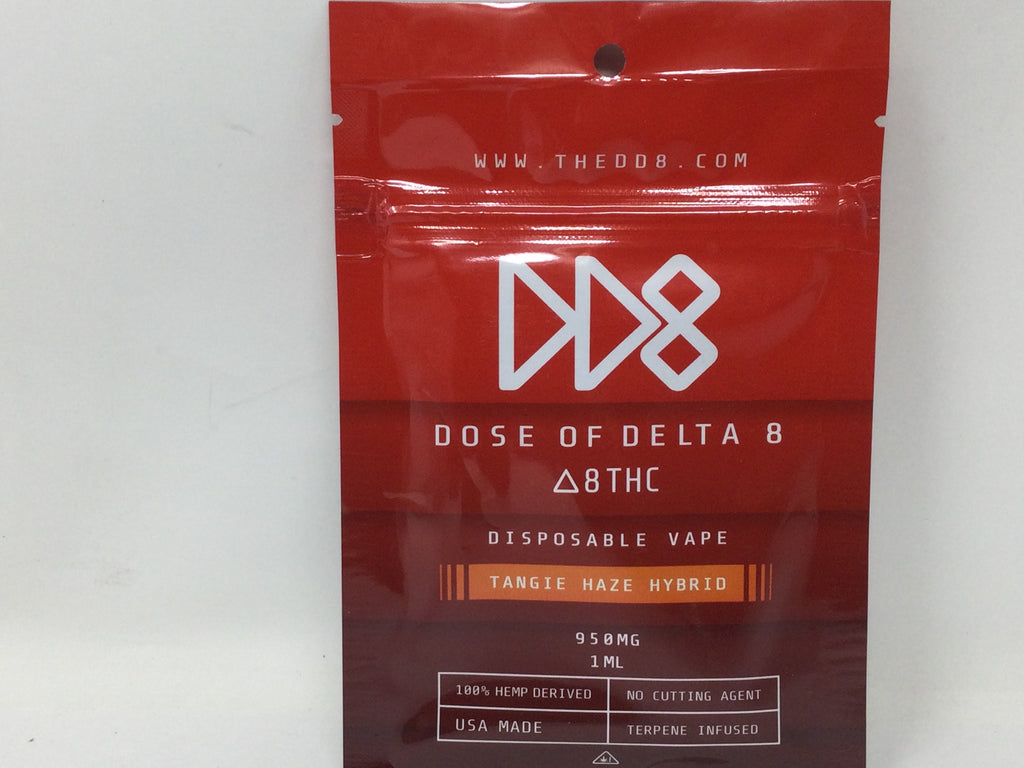 WWW.THEDD8.COM
DD8
DOSE OF DELTA 8
Δ8THC
DISPOSABLE VAPE
TANGIE HAZE HYBRID
950MG
1ML
100% HEMP DERIVED
NO CUTTING AGENT
USA MADE
TERPENE INFUSED